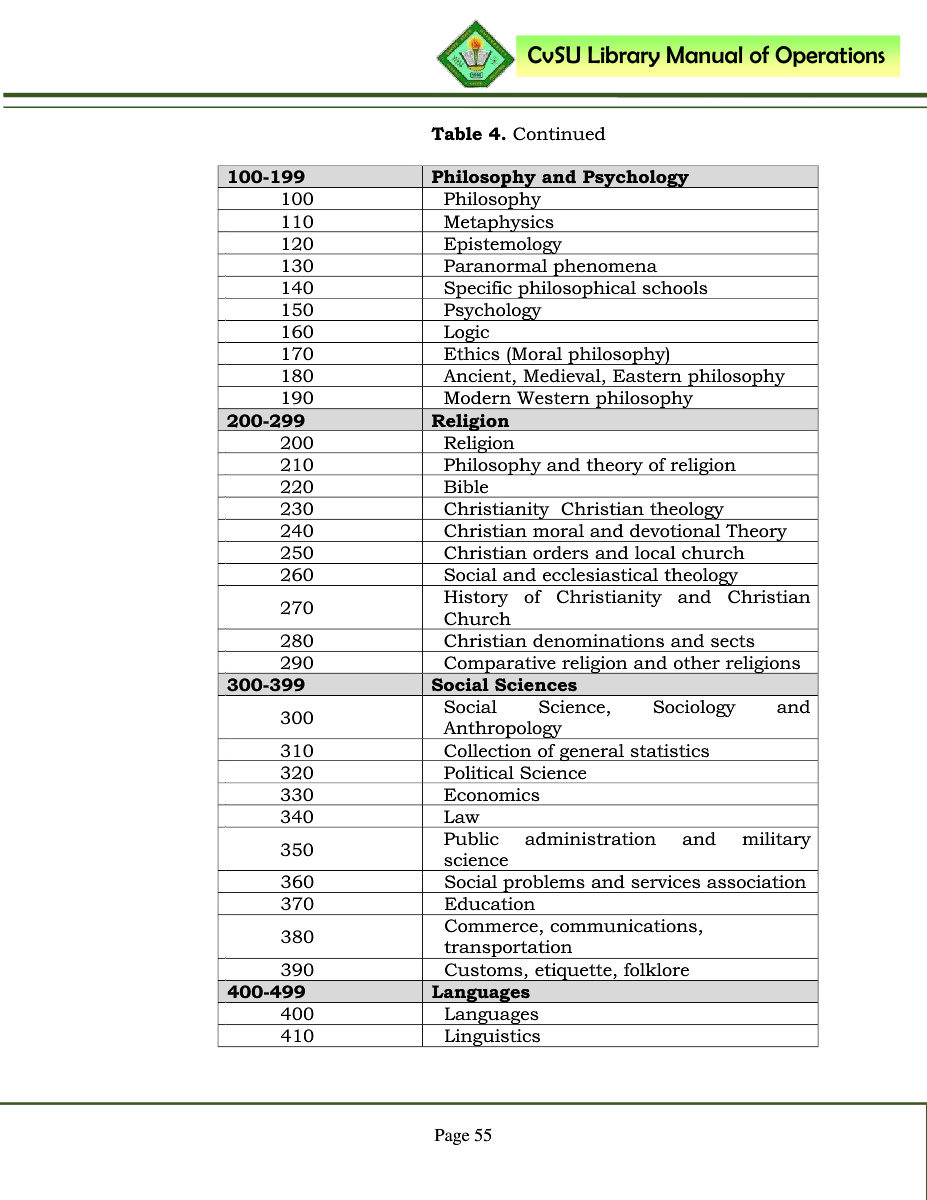 CvSU Library Manual of Operations
Table 4. Continued
100-199 Philosophy and Psychology
100 Philosophy
110 Metaphysics
120 Epistemology
130 Paranormal phenomena
140 Specific philosophical schools
150 Psychology
160 Logic
170 Ethics (Moral philosophy)
180 Ancient, Medieval, Eastern philosophy
190 Modern Western philosophy
200-299 Religion
200 Religion
210 Philosophy and theory of religion
220 Bible
230 Christianity  Christian theology
240 Christian moral and devotional Theory
250 Christian orders and local church
260 Social and ecclesiastical theology
270 History of Christianity and Christian
Church
280 Christian denominations and sects
290 Comparative religion and other religions
300-399 Social Sciences
300 Social Science, Sociology and
Anthropology
310 Collection of general statistics
320 Political Science
330 Economics
340 Law
350 Public administration and military
science
360 Social problems and services association
370 Education
380 Commerce, communications,
transportation
390 Customs, etiquette, folklore
400-499 Languages
400 Languages
410 Linguistics
Page 55